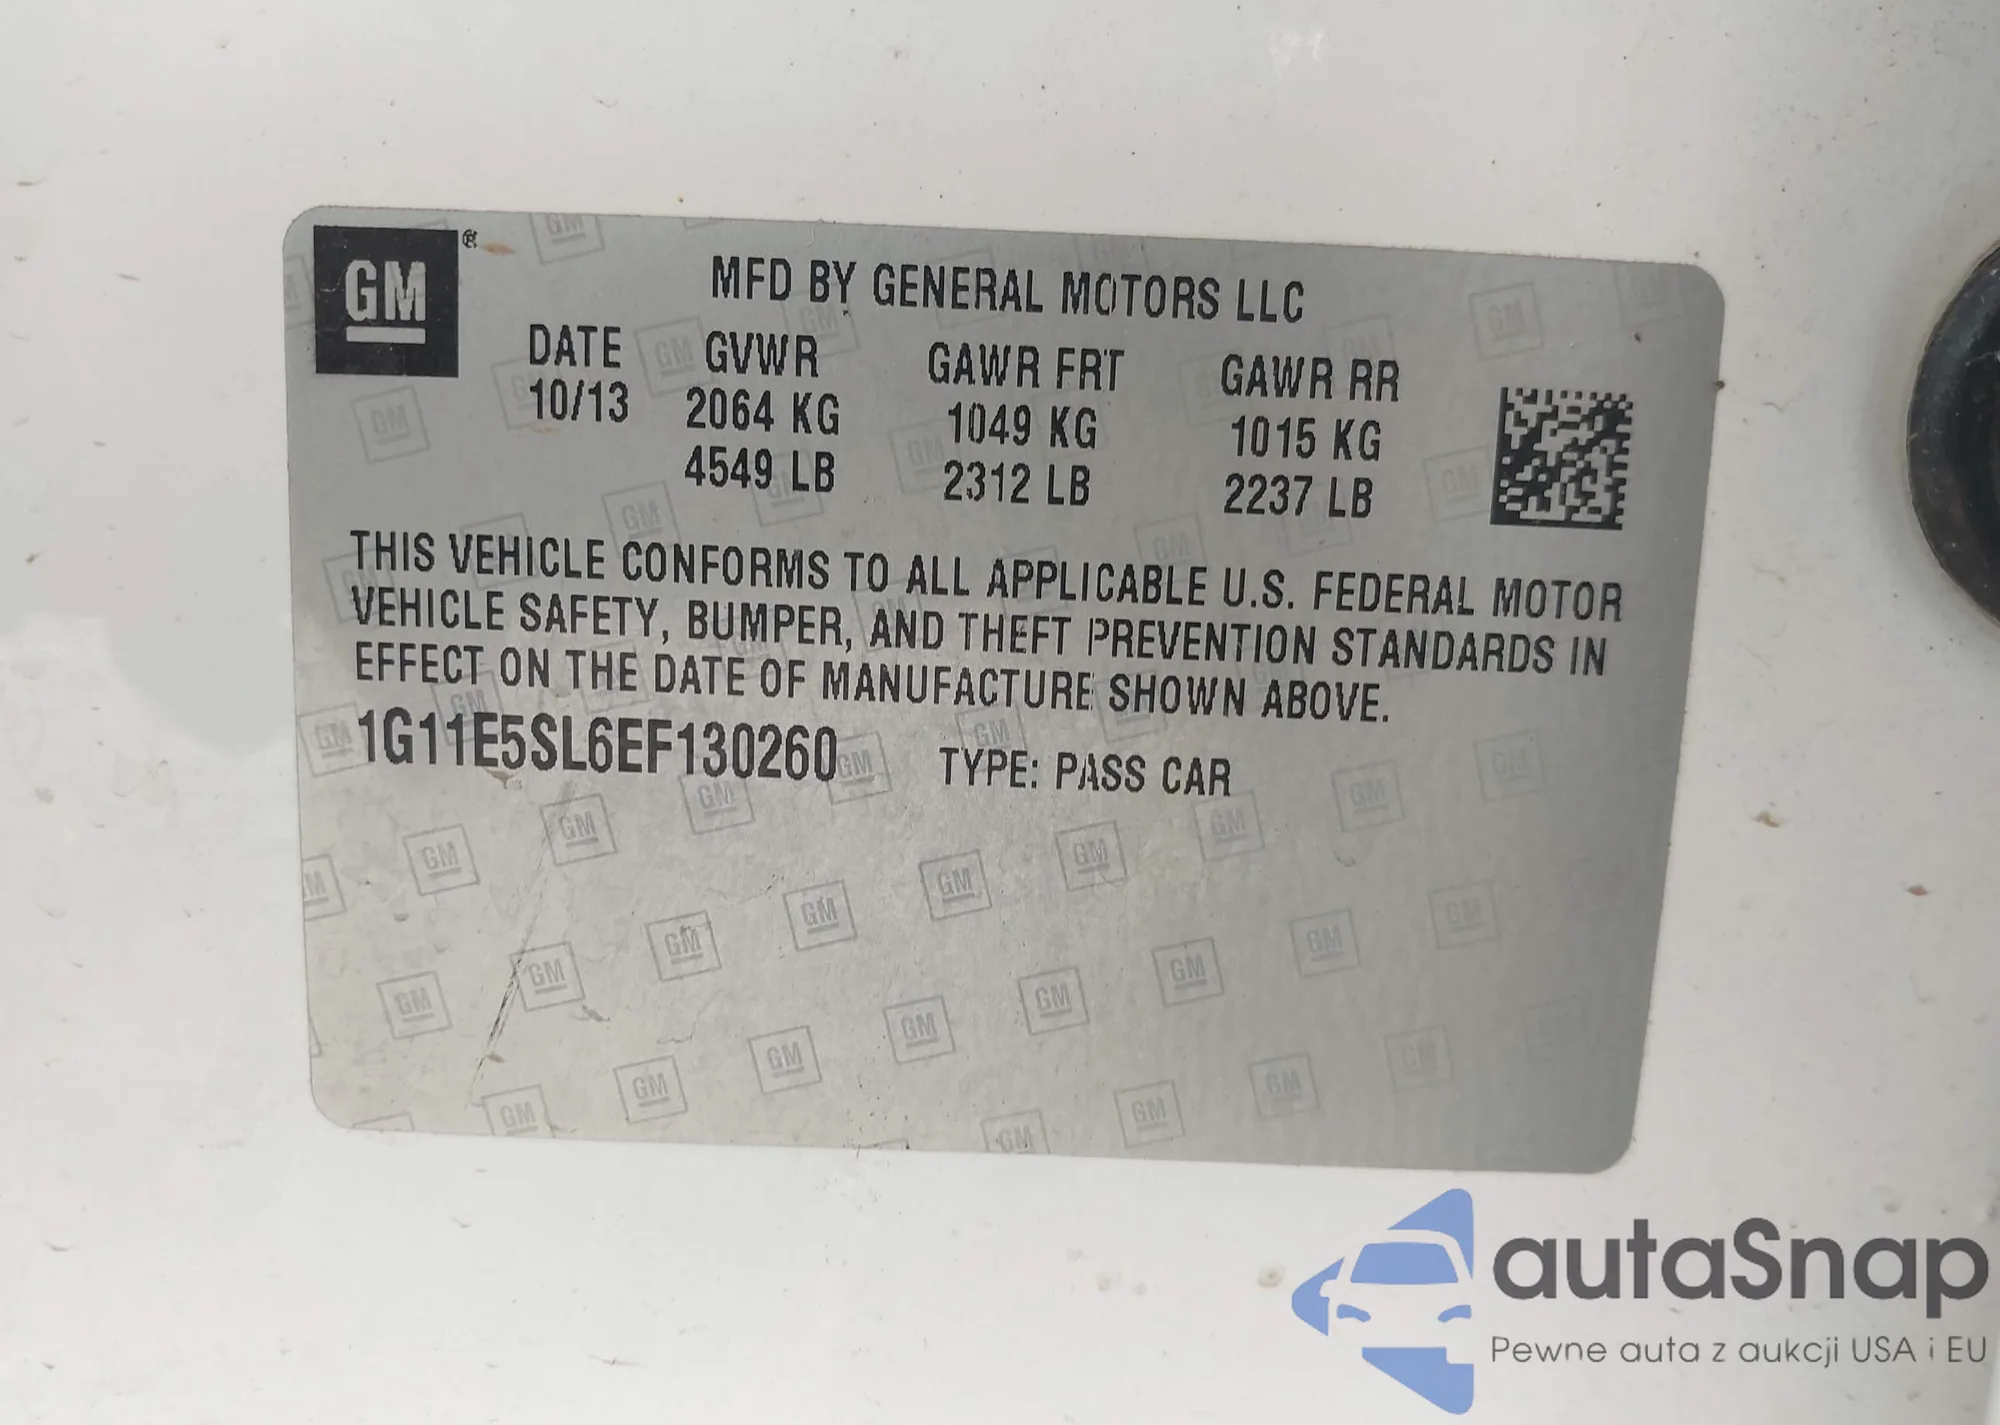 GM ®
MFD BY GENERAL MOTORS LLC
DATE GVWR GAWR FRT GAWR RR
10/13 2064 KG 1049 KG 1015 KG
4549 LB 2312 LB 2237 LB
THIS VEHICLE CONFORMS TO ALL APPLICABLE U.S. FEDERAL MOTOR
VEHICLE SAFETY, BUMPER, AND THEFT PREVENTION STANDARDS IN
EFFECT ON THE DATE OF MANUFACTURE SHOWN ABOVE.
1G11E5SL6EF130260 TYPE: PASS CAR
autaSnap
Pewne auta z aukcji USA i EU